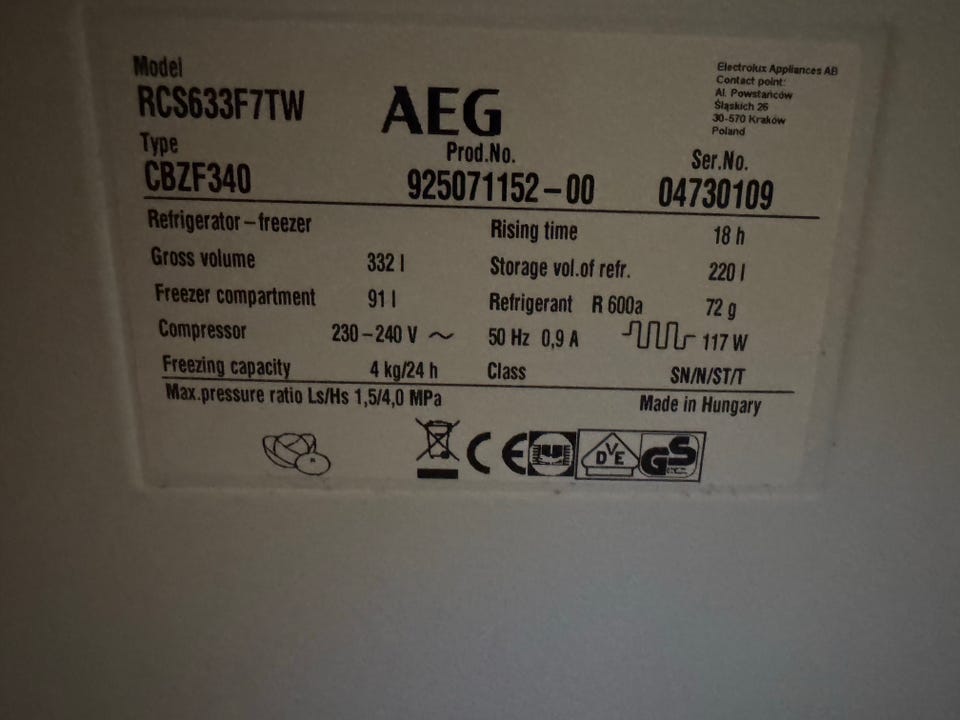 Model
RCS633F7TW
AEG
Electrolux Appliances AB
Contact point:
Al. Powstańców
Śląskich 26
30-570 Kraków
Poland
Type
CBZF340
Prod.No.
925071152-00
Ser.No.
04730109
Refrigerator-freezer
Rising time 18 h
Gross volume 332 l
Storage vol.of refr. 220 l
Freezer compartment 91 l
Refrigerant R 600a 72 g
Compressor 230-240 V ~ 50 Hz 0,9 A 117 W
Freezing capacity 4 kg/24 h
Class SN/N/ST/T
Max.pressure ratio Ls/Hs 1,5/4,0 MPa
Made in Hungary
CE
DVE
GS